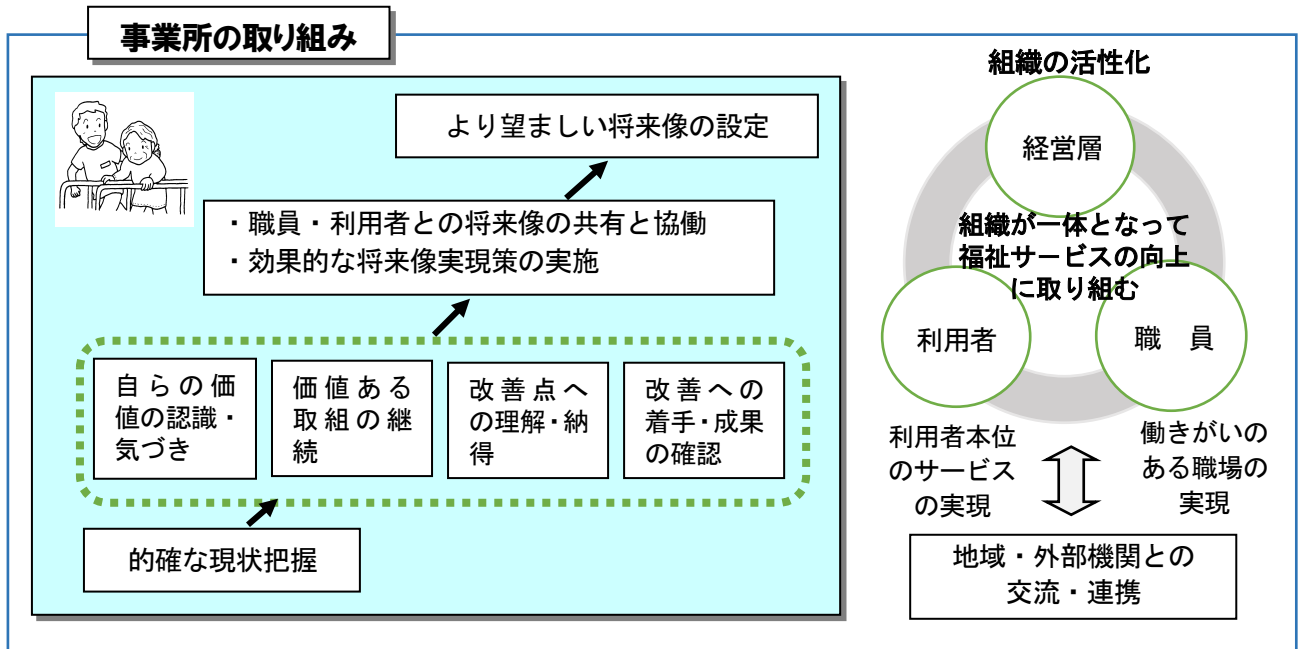 事業所の取り組み
より望ましい将来像の設定
・職員・利用者との将来像の共有と協働
・効果的な将来像実現策の実施
自らの価
値の認識・
気づき
価値ある
取組の継
続
改善点へ
の理解・納
得
改善への
着手・成果
の確認
的確な現状把握
組織の活性化
経営層
組織が一体となって
福祉サービスの向上
に取り組む
利用者
職　員
利用者本位
のサービス
の実現
働きがいの
ある職場の
実現
地域・外部機関との
交流・連携